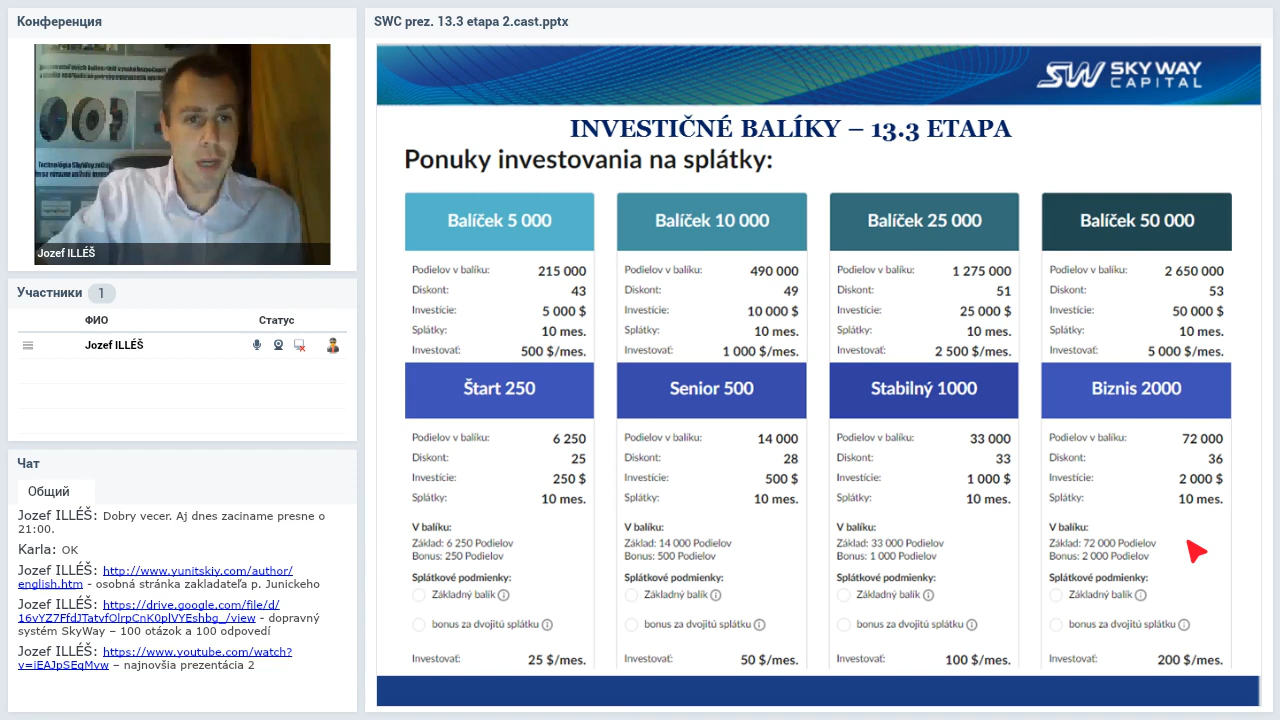 Конференция
Jozef ILLÉŠ
Участники 1
ФИО Статус
Jozef ILLÉŠ
Чат
Общий
Jozef ILLÉŠ: Dobry vecer. Aj dnes zaciname presne o
21:00.
Karla: OK
Jozef ILLÉŠ: http://www.yunitskiy.com/author/
english.htm - osobná stránka zakladateľa p. Junickeho
Jozef ILLÉŠ: https://drive.google.com/file/d/
16vYZ7FfdJTatvfOlrpCnK0plVYEshbg_/view - dopravný
systém SkyWay – 100 otázok a 100 odpovedí
Jozef ILLÉŠ: https://www.youtube.com/watch?
v=iEAJpSEqMvw – najnovšia prezentácia 2
SWC prez. 13.3 etapa 2.cast.pptx
SW SKY WAY
CAPITAL
INVESTIČNÉ BALÍKY – 13.3 ETAPA
Ponuky investovania na splátky:
Balíček 5 000
Podielov v balíku: 215 000
Diskont: 43
Investície: 5 000 $
Splátky: 10 mes.
Investovať: 500 $/mes.
Balíček 10 000
Podielov v balíku: 490 000
Diskont: 49
Investície: 10 000 $
Splátky: 10 mes.
Investovať: 1 000 $/mes.
Balíček 25 000
Podielov v balíku: 1 275 000
Diskont: 51
Investície: 25 000 $
Splátky: 10 mes.
Investovať: 2 500 $/mes.
Balíček 50 000
Podielov v balíku: 2 650 000
Diskont: 53
Investície: 50 000 $
Splátky: 10 mes.
Investovať: 5 000 $/mes.
Štart 250
Podielov v balíku: 6 250
Diskont: 25
Investície: 250 $
Splátky: 10 mes.
V balíku:
Základ: 6 250 Podielov
Bonus: 250 Podielov
Splátkové podmienky:
Základný balík
bonus za dvojitú splátku
Investovať: 25 $/mes.
Senior 500
Podielov v balíku: 14 000
Diskont: 28
Investície: 500 $
Splátky: 10 mes.
V balíku:
Základ: 14 000 Podielov
Bonus: 500 Podielov
Splátkové podmienky:
Základný balík
bonus za dvojitú splátku
Investovať: 50 $/mes.
Stabilný 1000
Podielov v balíku: 33 000
Diskont: 33
Investície: 1 000 $
Splátky: 10 mes.
V balíku:
Základ: 33 000 Podielov
Bonus: 1 000 Podielov
Splátkové podmienky:
Základný balík
bonus za dvojitú splátku
Investovať: 100 $/mes.
Biznis 2000
Podielov v balíku: 72 000
Diskont: 36
Investície: 2 000 $
Splátky: 10 mes.
V balíku:
Základ: 72 000 Podielov
Bonus: 2 000 Podielov
Splátkové podmienky:
Základný balík
bonus za dvojitú splátku
Investovať: 200 $/mes.